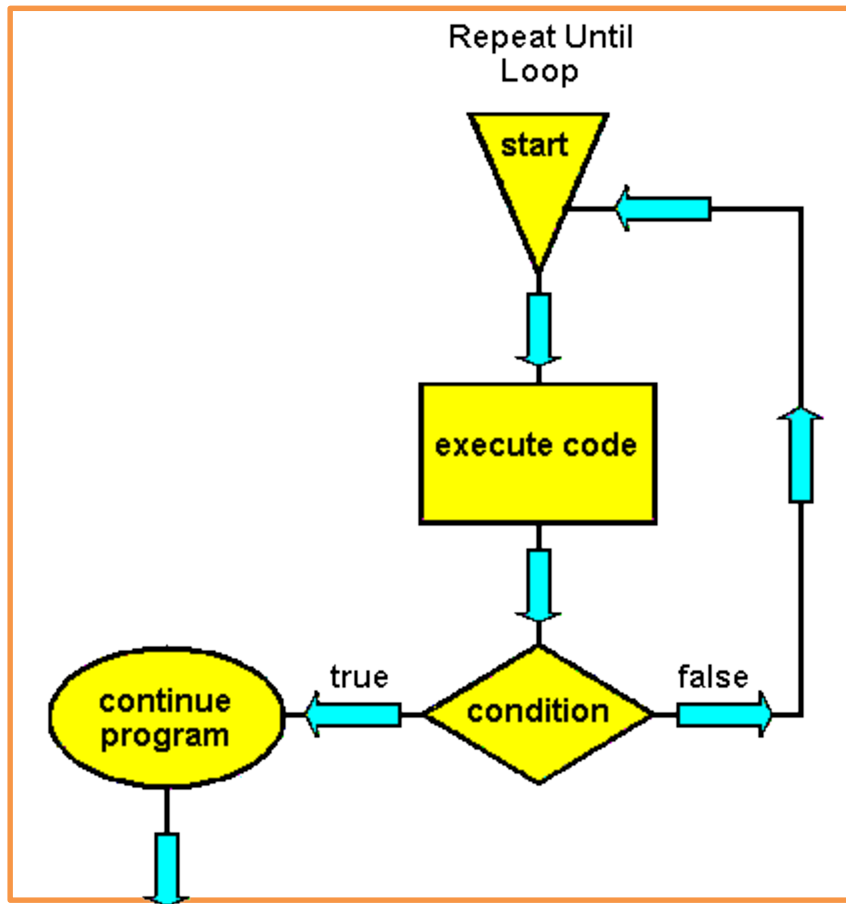 Repeat Until
Loop
start
execute code
true
false
condition
continue
program